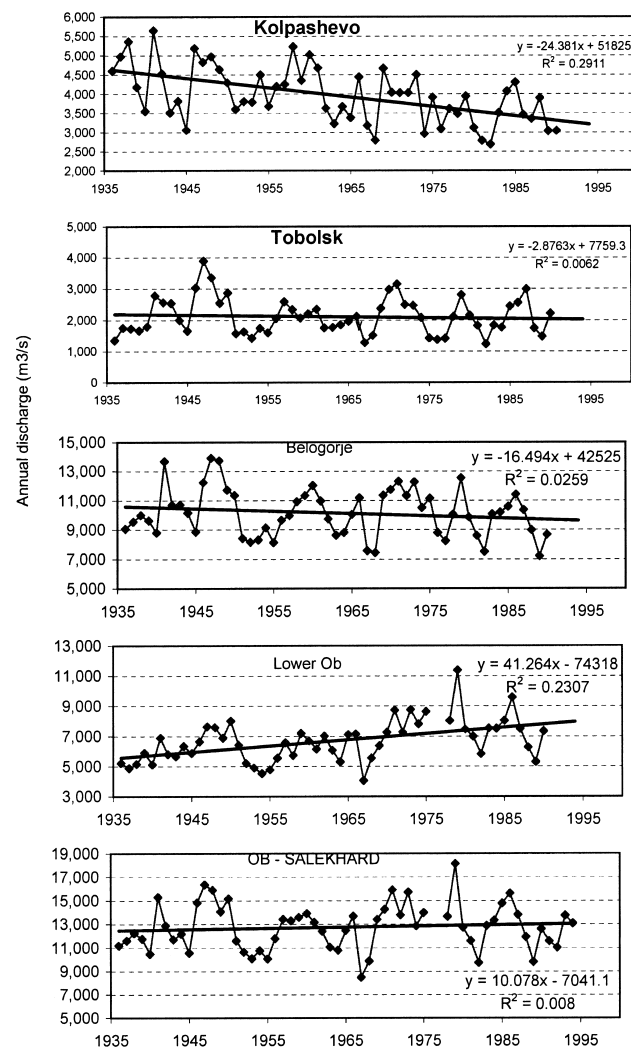 Kolpashevo
y = -24.381x + 51825
R² = 0.2911
6,000
5,500
5,000
4,500
4,000
3,500
3,000
2,500
2,000
1935 1945 1955 1965 1975 1985 1995
Tobolsk
y = -2.8763x + 7759.3
R² = 0.0062
5,000
4,000
3,000
2,000
1,000
0
1935 1945 1955 1965 1975 1985 1995
Annual discharge (m3/s)
Belogorje
y = -16.494x + 42525
R² = 0.0259
15,000
13,000
11,000
9,000
7,000
5,000
1935 1945 1955 1965 1975 1985 1995
Lower Ob
y = 41.264x - 74318
R² = 0.2307
13,000
11,000
9,000
7,000
5,000
3,000
1935 1945 1955 1965 1975 1985 1995
OB - SALEKHARD
19,000
17,000
15,000
13,000
11,000
9,000
7,000
5,000
y = 10.078x - 7041.1
R² = 0.008
1935 1945 1955 1965 1975 1985 1995